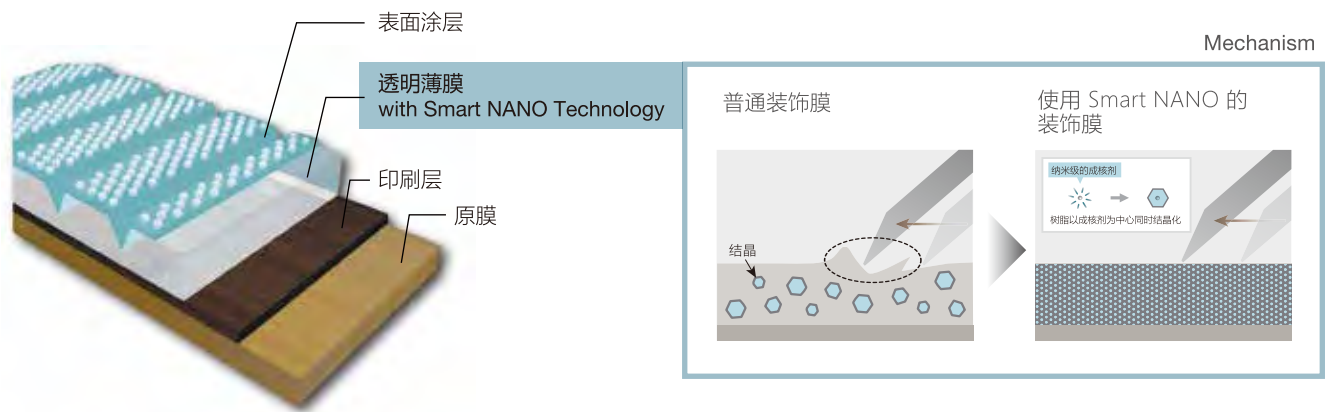 表面涂层
透明薄膜
with Smart NANO Technology
印刷层
原膜
Mechanism
普通装饰膜
结晶
使用 Smart NANO 的
装饰膜
纳米级的成核剂
树脂以成核剂为中心同时结晶化